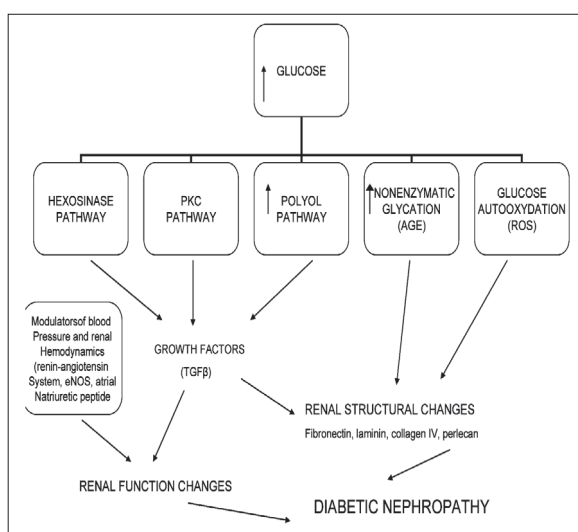 GLUCOSE
HEXOSINASE
PATHWAY
PKC
PATHWAY
POLYOL
PATHWAY
NONENZYMATIC
GLYCATION
(AGE)
GLUCOSE
AUTOOXYDATION
(ROS)
Modulatorsof blood
Pressure and renal
Hemodynamics
(renin-angiotensin
System, eNOS, atrial
Natriuretic peptide
GROWTH FACTORS
(TGFβ)
RENAL STRUCTURAL CHANGES
Fibronectin, laminin, collagen IV, perlecan
RENAL FUNCTION CHANGES
DIABETIC NEPHROPATHY